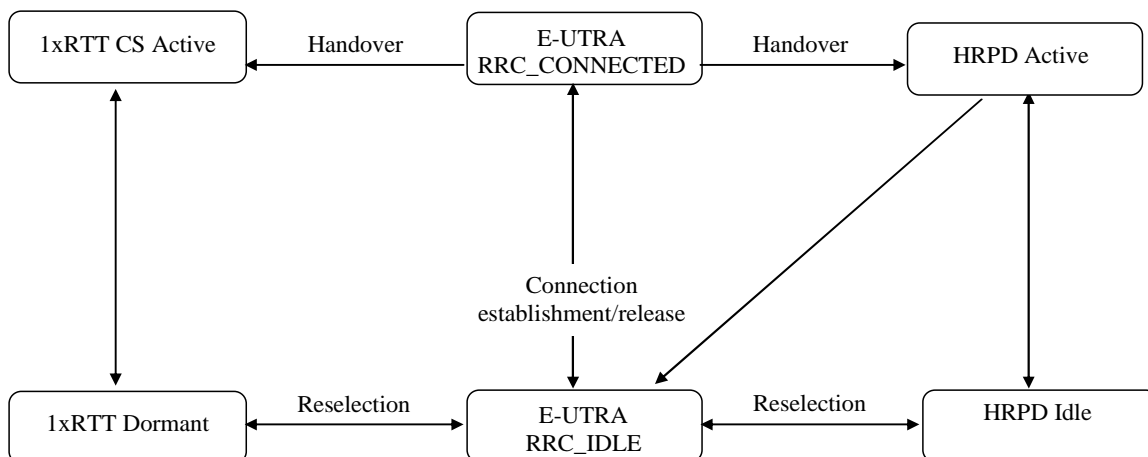 1xRTT CS Active
Handover
E-UTRA
RRC_CONNECTED
Handover
HRPD Active
Connection
establishment/release
1xRTT Dormant
Reselection
E-UTRA
RRC_IDLE
Reselection
HRPD Idle